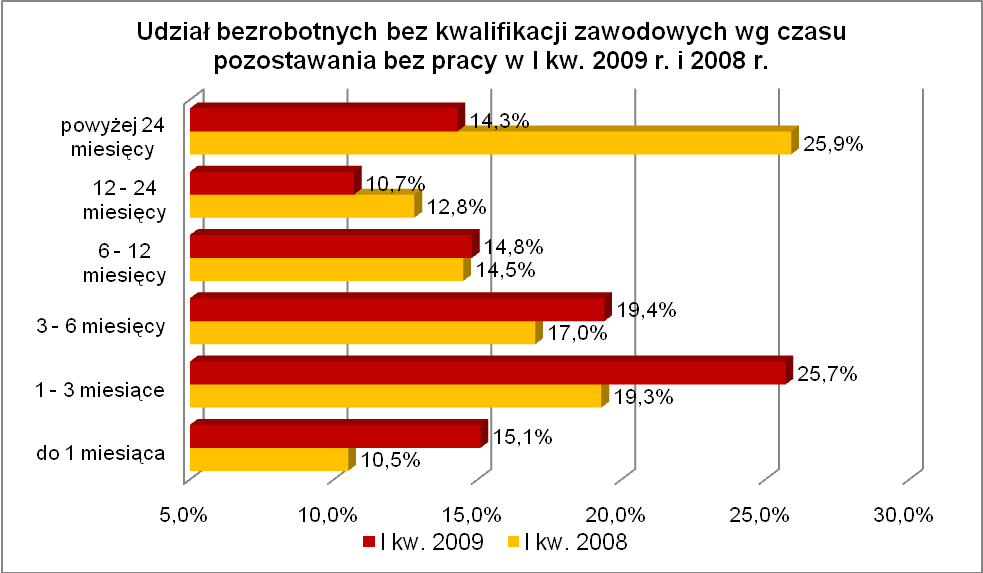 Udział bezrobotnych bez kwalifikacji zawodowych wg czasu
pozostawania bez pracy w I kw. 2009 r. i 2008 r.
powyżej 24
miesięcy
14,3%
25,9%
12 - 24
miesięcy
10,7%
12,8%
6 - 12
miesięcy
14,8%
14,5%
3 - 6 miesięcy
19,4%
17,0%
1 - 3 miesiące
25,7%
19,3%
do 1 miesiąca
15,1%
10,5%
5,0% 10,0% 15,0% 20,0% 25,0% 30,0%
I kw. 2009 I kw. 2008